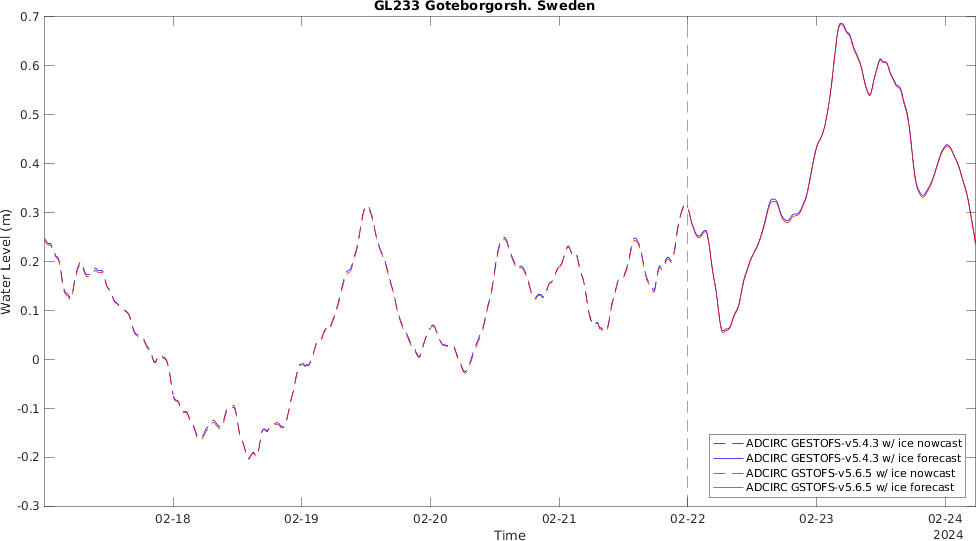 GL233 Goteborgorsh. Sweden
0.7
0.6
0.5
0.4
0.3
0.2
0.1
0
-0.1
-0.2
-0.3
Water Level (m)
ADCIRC GESTOFS-v5.4.3 w/ ice nowcast
ADCIRC GESTOFS-v5.4.3 w/ ice forecast
ADCIRC GSTOFS-v5.6.5 w/ ice nowcast
ADCIRC GSTOFS-v5.6.5 w/ ice forecast
02-18 02-19 02-20 02-21 02-22 02-23 02-24
Time
2024